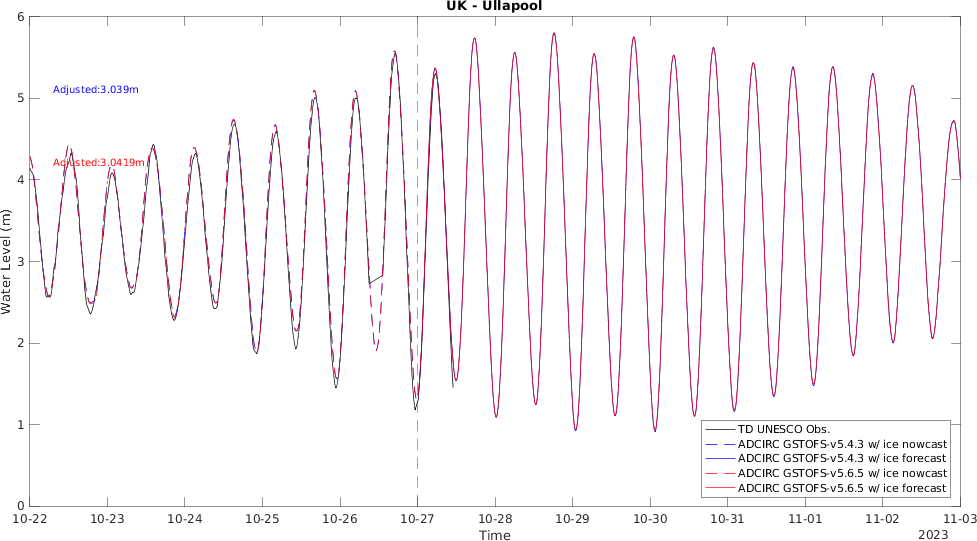 UK - Ullapool
6
Adjusted:3.039m
5
Adjusted:3.0419m
4
Water Level (m)
3
2
1
TD UNESCO Obs.
ADCIRC GSTOFS-v5.4.3 w/ ice nowcast
ADCIRC GSTOFS-v5.4.3 w/ ice forecast
ADCIRC GSTOFS-v5.6.5 w/ ice nowcast
ADCIRC GSTOFS-v5.6.5 w/ ice forecast
0
10-22 10-23 10-24 10-25 10-26 10-27 10-28 10-29 10-30 10-31 11-01 11-02 11-03
Time
2023